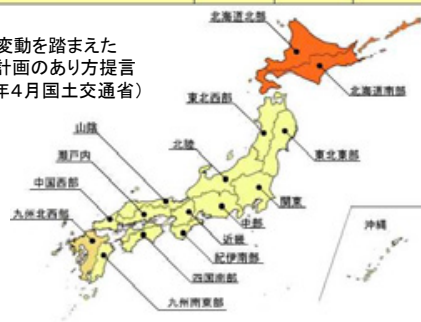 変動を踏まえた
計画のあり方提言
年4月国土交通省)
北海道北部
北海道南部
東北西部
東北東部
山陰
北陸
瀬戸内
中国西部
関東
九州北西部
中部
近畿
紀伊南部
四国南部
九州南東部
沖縄